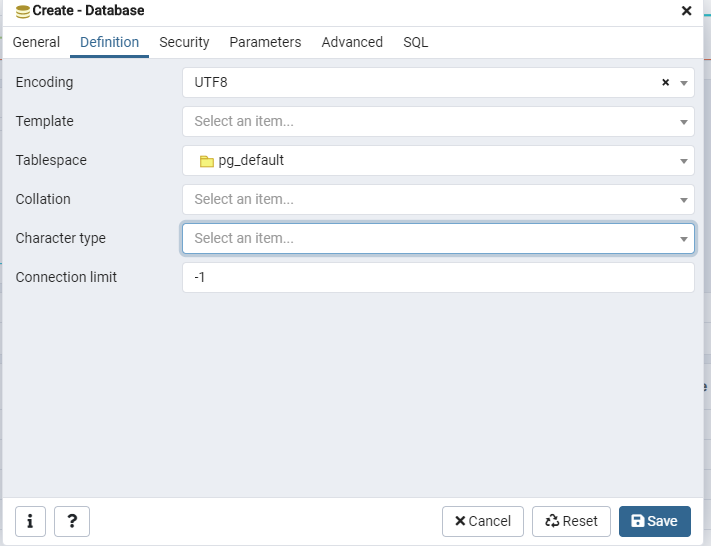 Create - Database
General Definition Security Parameters Advanced SQL
Encoding UTF8
Template Select an item...
Tablespace pg_default
Collation Select an item...
Character type Select an item...
Connection limit -1
i ? Cancel Reset Save